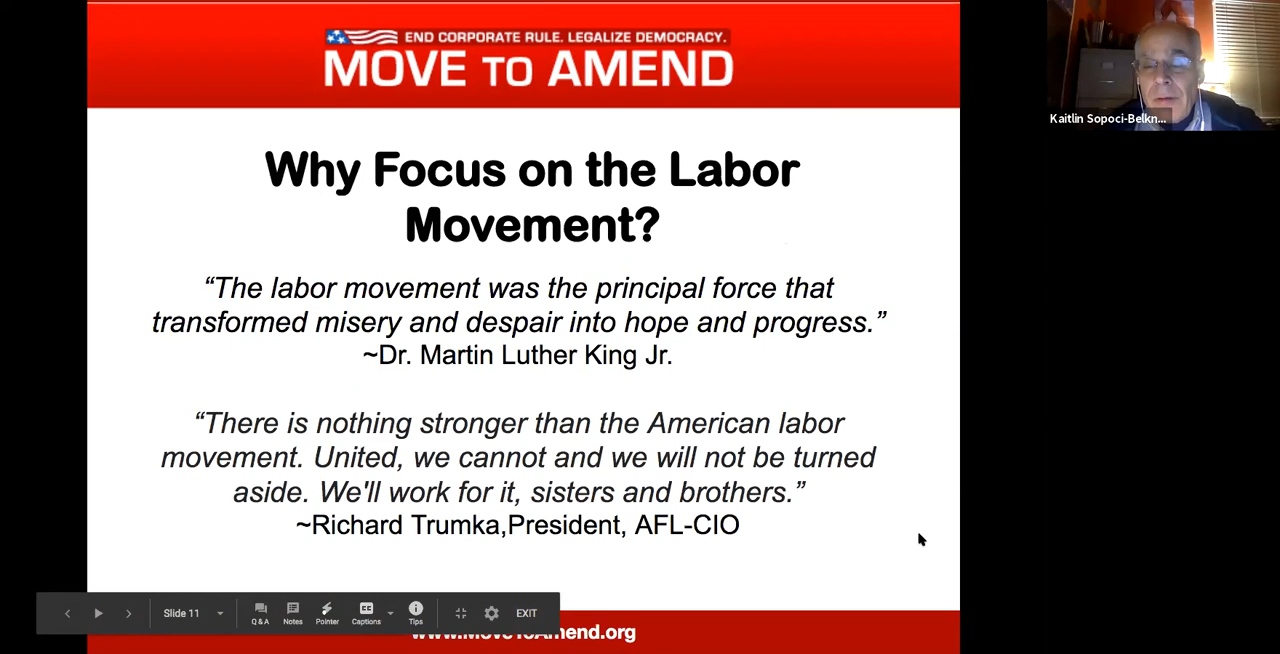 END CORPORATE RULE. LEGALIZE DEMOCRACY.
MOVE TO AMEND
Kaitlin Sopoci-Belkn...
Why Focus on the Labor
Movement?
“The labor movement was the principal force that
transformed misery and despair into hope and progress.”
~Dr. Martin Luther King Jr.
“There is nothing stronger than the American labor
movement. United, we cannot and we will not be turned
aside. We'll work for it, sisters and brothers.”
~Richard Trumka,President, AFL-CIO
Slide 11
Q & A
Notes
Pointer
Captions
CC
Tips
EXIT
www.MoveToAmend.org